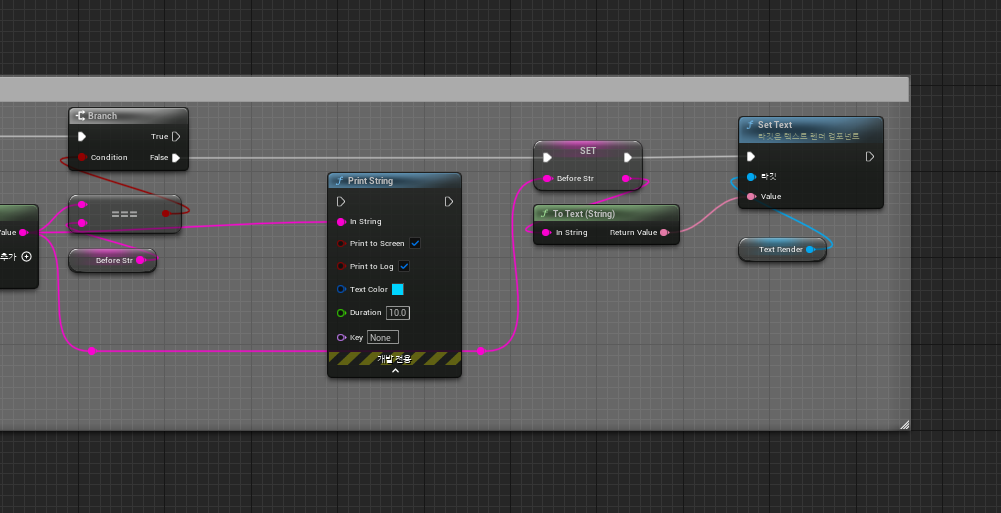 Branch
True
Condition
False
===
Before Str
alue
추가
Print String
In String
Print to Screen
Print to Log
Text Color
Duration
10.0
Key
None
개발 전용
SET
Before Str
To Text (String)
In String
Return Value
Set Text
타깃은 텍스트 렌더 컴포넌트
타깃
Value
Text Render